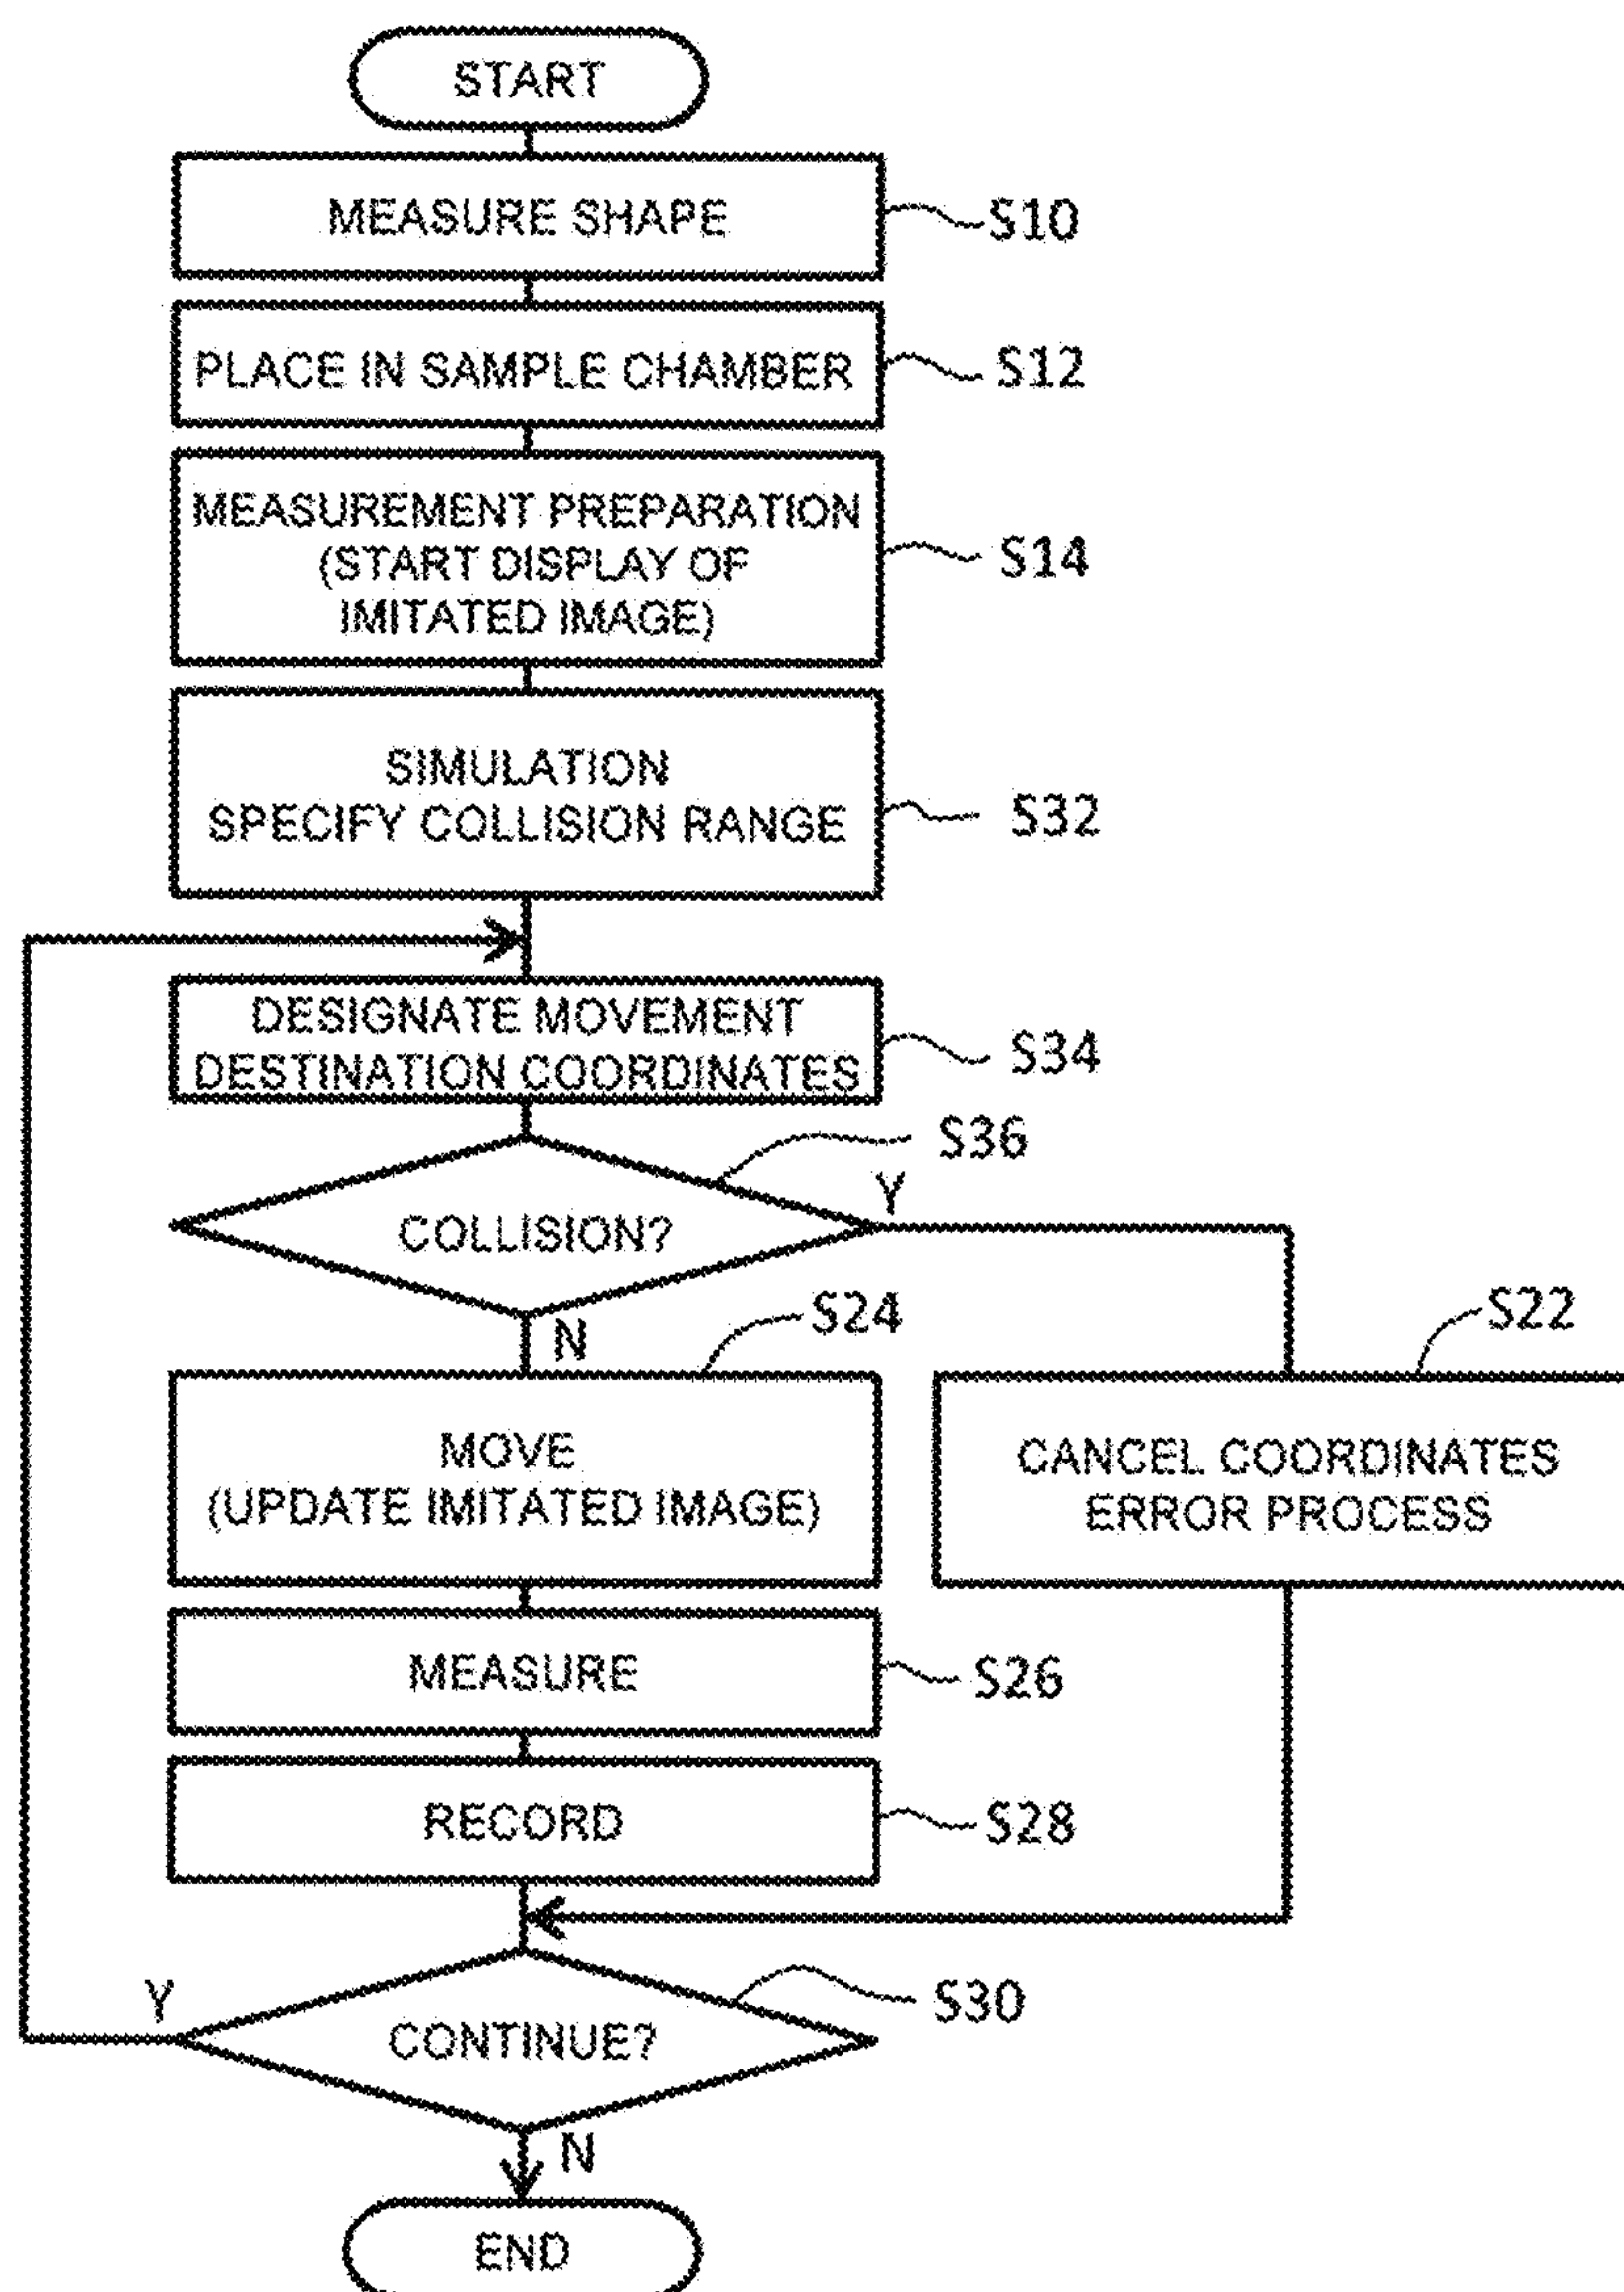 START
MEASURE SHAPE
S10
PLACE IN SAMPLE CHAMBER
S12
MEASUREMENT PREPARATION
(START DISPLAY OF
IMITATED IMAGE)
S14
SIMULATION
SPECIFY COLLISION RANGE
S32
DESIGNATE MOVEMENT
DESTINATION COORDINATES
S34
S36
COLLISION?
Y
N
S24
MOVE
(UPDATE IMITATED IMAGE)
S22
CANCEL COORDINATES
ERROR PROCESS
MEASURE
S26
RECORD
S28
S30
CONTINUE?
Y
N
END